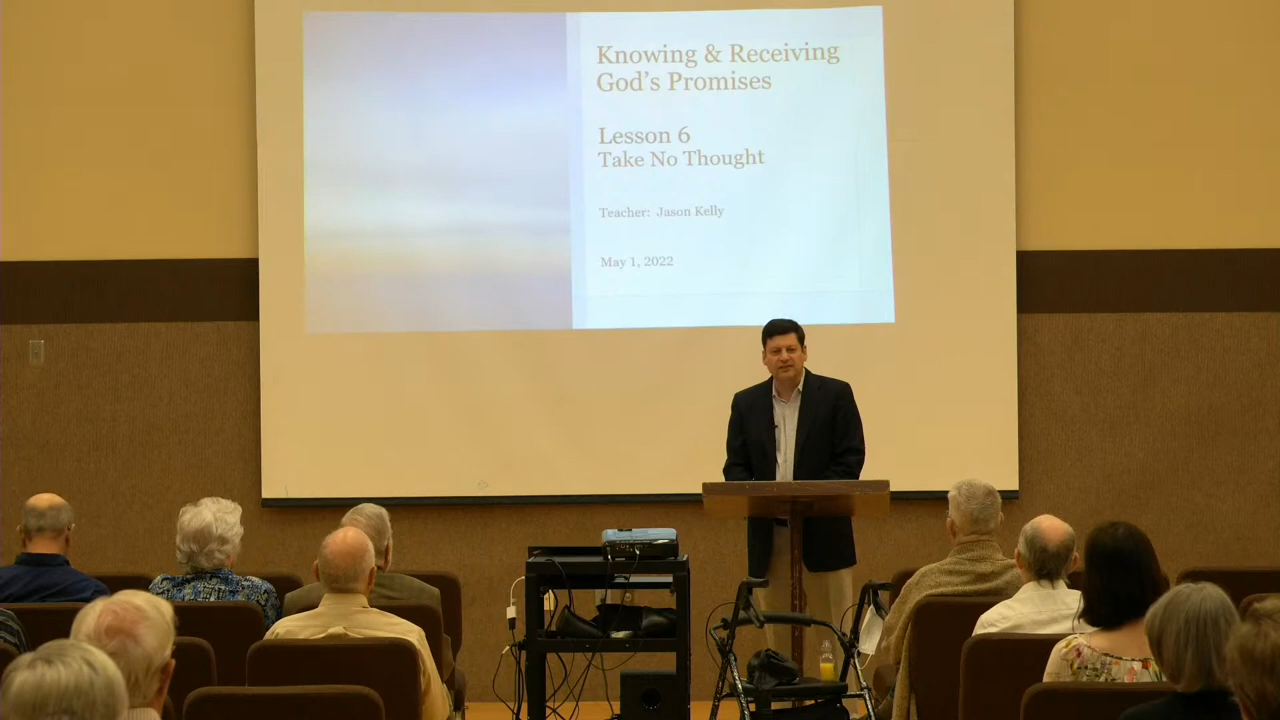 Knowing & Receiving
God's Promises
Lesson 6
Take No Thought
Teacher: Jason Kelly
May 1, 2022